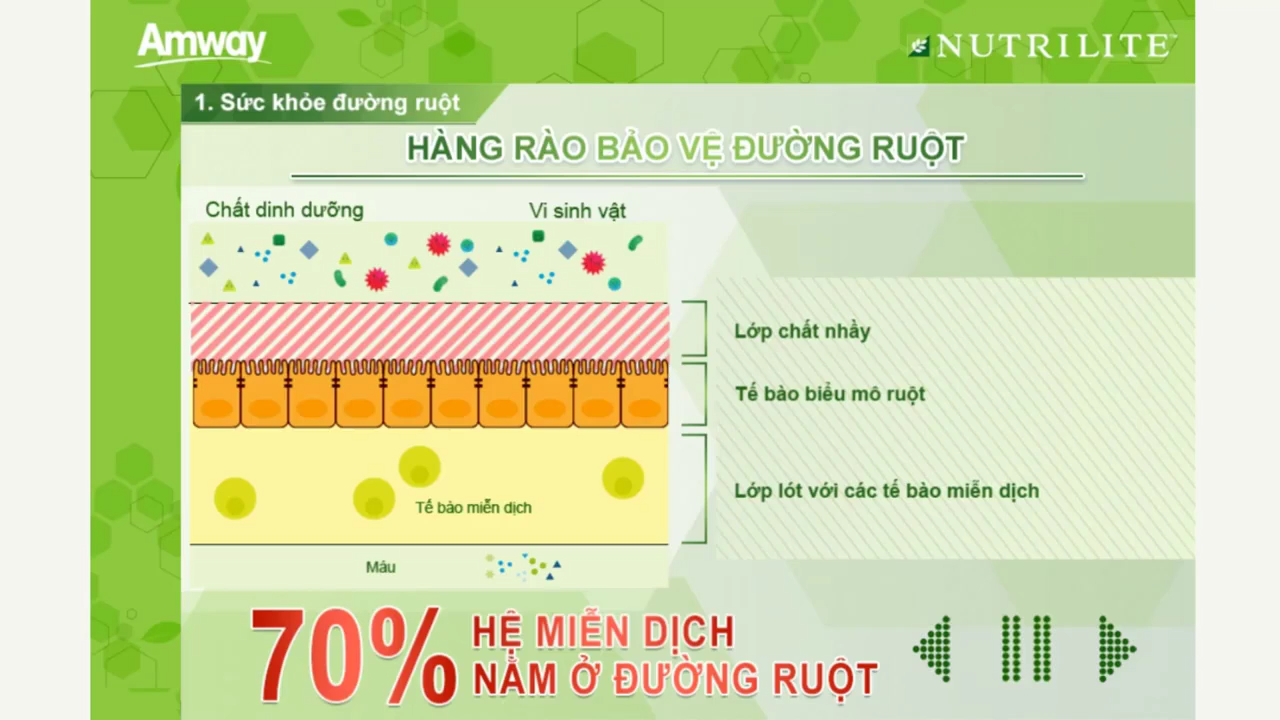 Amway
NUTRILITE™
1. Sức khỏe đường ruột
HÀNG RÀO BẢO VỆ ĐƯỜNG RUỘT
Chất dinh dưỡng
Vi sinh vật
Lớp chất nhầy
Tế bào biểu mô ruột
Lớp lót với các tế bào miễn dịch
Tế bào miễn dịch
Máu
70% HỆ MIỄN DỊCH
NẰM Ở ĐƯỜNG RUỘT